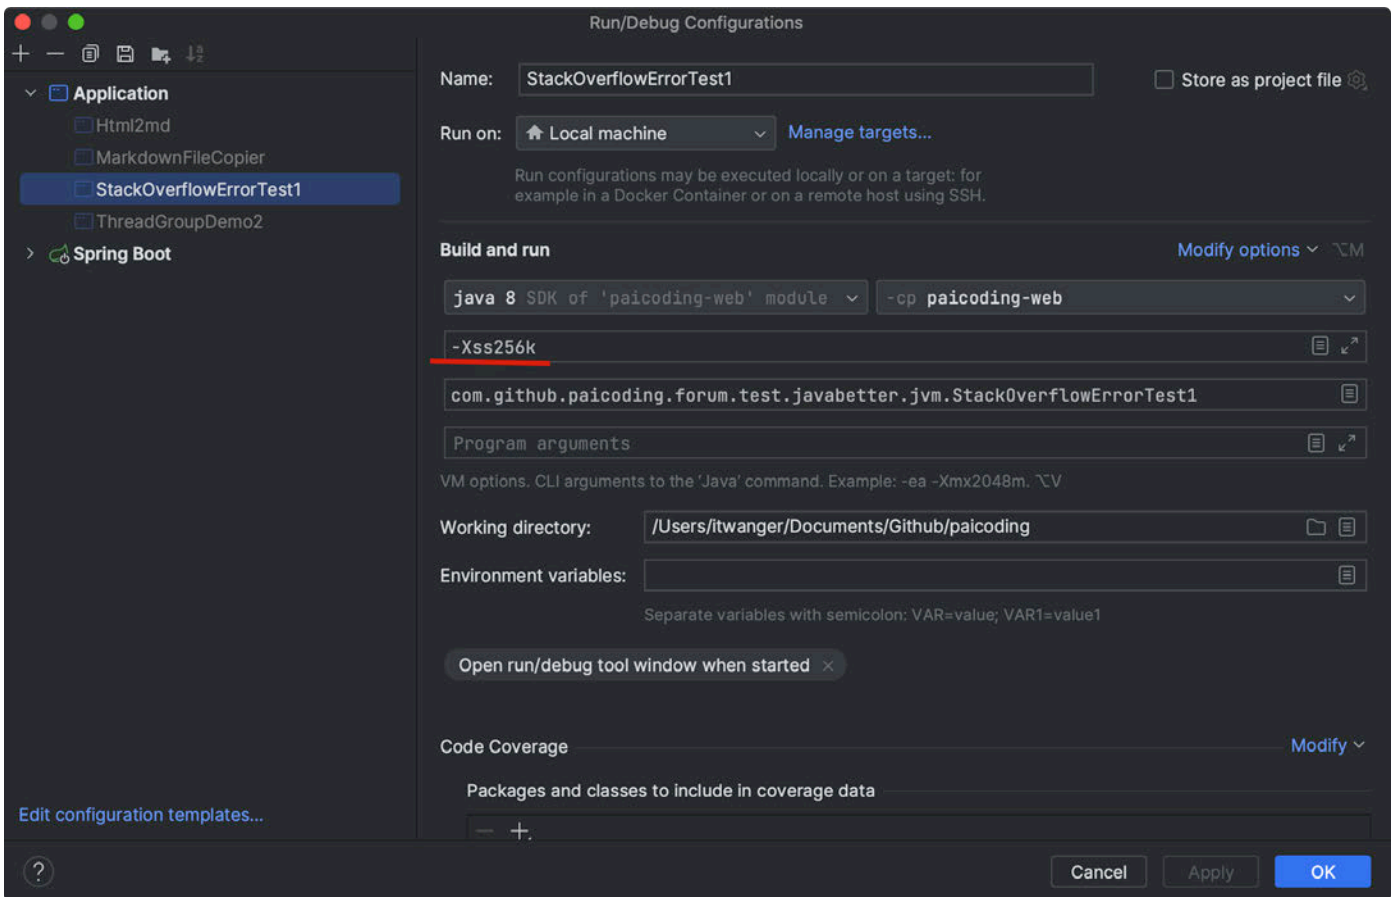 Run/Debug Configurations
Application
Html2md
MarkdownFileCopier
StackOverflowErrorTest1
ThreadGroupDemo2
Spring Boot
Edit configuration templates...
Name: StackOverflowErrorTest1 Store as project file
Run on: Local machine Manage targets...
Run configurations may be executed locally or on a target: for
example in a Docker Container or on a remote host using SSH.
Build and run Modify options ⌥M
java 8 SDK of 'paicoding-web' module -cp paicoding-web
-Xss256k
com.github.paicoding.forum.test.javabetter.jvm.StackOverflowErrorTest1
Program arguments
VM options. CLI arguments to the ‘Java’ command. Example: -ea -Xmx2048m. ⌥V
Working directory: /Users/itwanger/Documents/Github/paicoding
Environment variables:
Separate variables with semicolon: VAR=value; VAR1=value1
Open run/debug tool window when started ×
Code Coverage Modify
Packages and classes to include in coverage data
? Cancel Apply OK